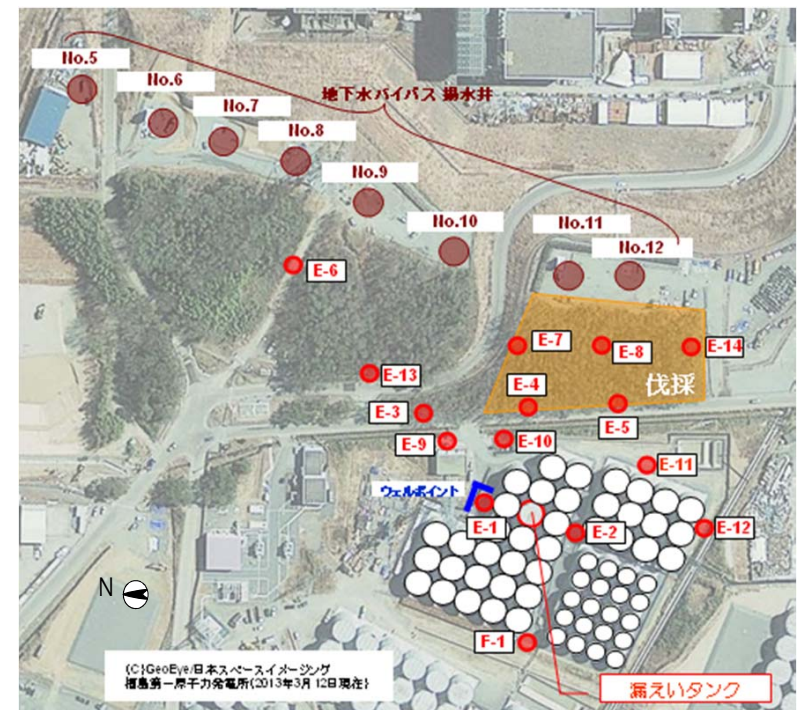 No.5
No.6
No.7
地下水バイパス 揚水井
No.8
No.9
No.10
No.11
No.12
E-6
E-7
E-8
E-14
E-13
伐採
E-4
E-3
E-5
E-9
E-10
E-11
ウェルポイント
E-1
E-2
E-12
N
F-1
(C)GeoEye/日本スペースイメージング
福島第一原子力発電所(2013年3月12日現在)
漏えいタンク